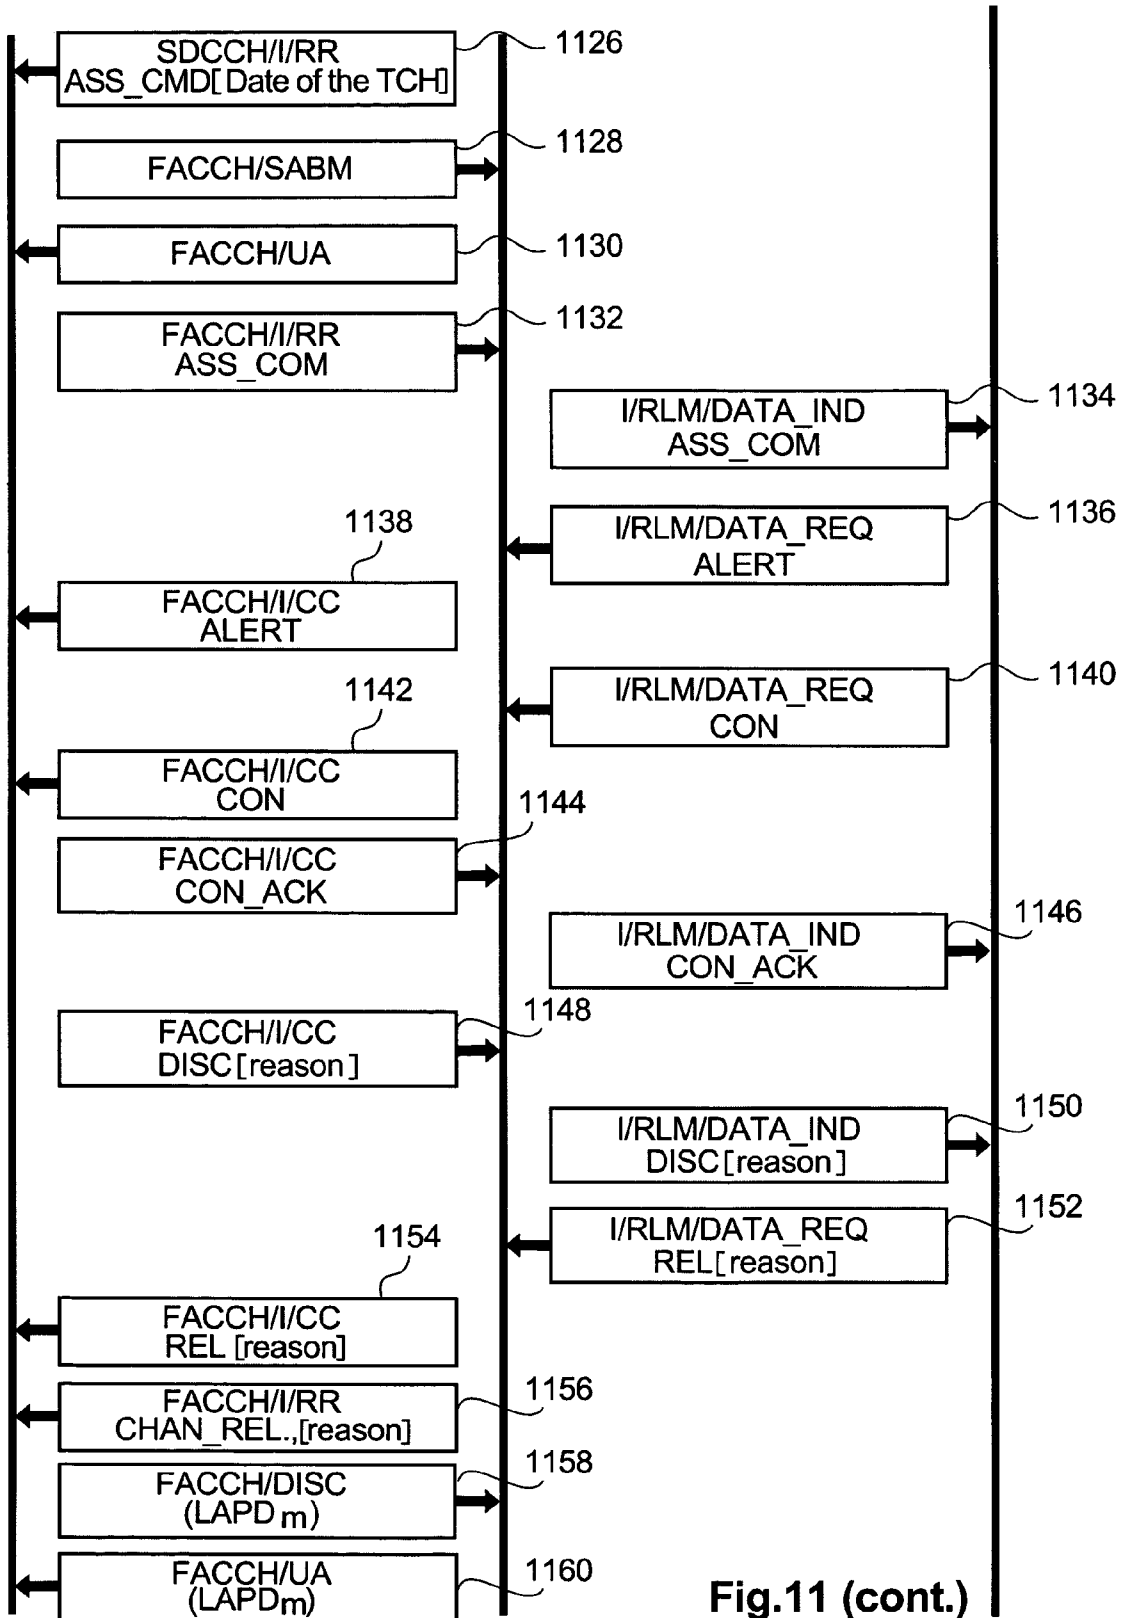 SDCCH/I/RR
ASS_CMD[Date of the TCH]
1126
FACCH/SABM
1128
FACCH/UA
1130
FACCH/I/RR
ASS_COM
1132
I/RLM/DATA_IND
ASS_COM
1134
I/RLM/DATA_REQ
ALERT
1136
1138
FACCH/I/CC
ALERT
I/RLM/DATA_REQ
CON
1140
1142
FACCH/I/CC
CON
1144
FACCH/I/CC
CON_ACK
I/RLM/DATA_IND
CON_ACK
1146
1148
FACCH/I/CC
DISC[reason]
I/RLM/DATA_IND
DISC[reason]
1150
I/RLM/DATA_REQ
REL[reason]
1152
1154
FACCH/I/CC
REL [reason]
FACCH/I/RR
CHAN_REL.,[reason]
1156
FACCH/DISC
(LAPDm)
1158
FACCH/UA
(LAPDm)
1160
Fig.11 (cont.)